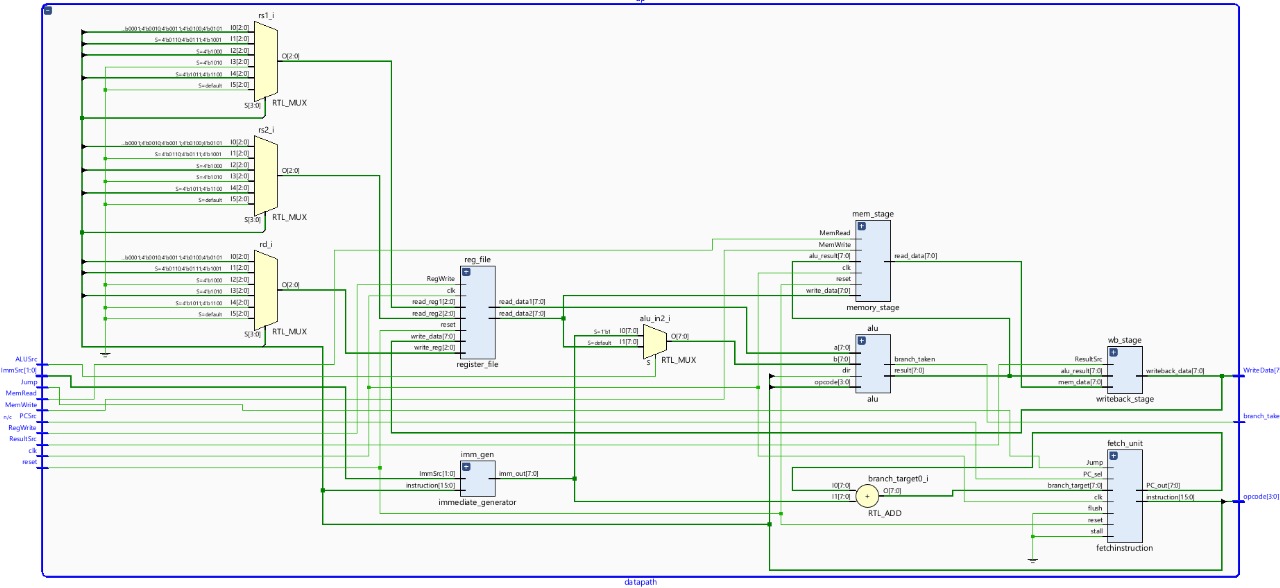 rs1_i
...b0001;4'b0010;4'b0011;4'b0100;4'b0101 I0[2:0]
S=4'b0110;4'b0111;4'b1001 I1[2:0]
S=4'b1000 I2[2:0]
S=4'b1010 I3[2:0]
S=4'b1011;4'b1100 I4[2:0]
S=default I5[2:0]
O[2:0]
S[3:0] RTL_MUX
rs2_i
...b0001;4'b0010;4'b0011;4'b0100;4'b0101 I0[2:0]
S=4'b0110;4'b0111;4'b1001 I1[2:0]
S=4'b1000 I2[2:0]
S=4'b1010 I3[2:0]
S=4'b1011;4'b1100 I4[2:0]
S=default I5[2:0]
O[2:0]
S[3:0] RTL_MUX
rd_i
...b0001;4'b0010;4'b0011;4'b0100;4'b0101 I0[2:0]
S=4'b0110;4'b0111;4'b1001 I1[2:0]
S=4'b1000 I2[2:0]
S=4'b1010 I3[2:0]
S=4'b1011;4'b1100 I4[2:0]
S=default I5[2:0]
O[2:0]
S[3:0] RTL_MUX
ALUSrc
ImmSrc[1:0]
Jump
MemRead
MemWrite
n/c PCSrc
RegWrite
ResultSrc
clk
reset
reg_file
RegWrite
clk
read_reg1[2:0] read_data1[7:0]
read_reg2[2:0] read_data2[7:0]
reset
write_data[7:0]
write_reg[2:0]
register_file
imm_gen
ImmSrc[1:0] imm_out[7:0]
instruction[15:0]
immediate_generator
alu_in2_i
S=1'b1 I0[7:0] O[7:0]
S=default I1[7:0]
S RTL_MUX
mem_stage
MemRead
MemWrite
alu_result[7:0] read_data[7:0]
clk
reset
write_data[7:0]
memory_stage
alu
a[7:0]
b[7:0] branch_taken
dir result[7:0]
opcode[3:0]
alu
wb_stage
ResultSrc
alu_result[7:0] writeback_data[7:0]
mem_data[7:0]
writeback_stage
branch_target0_i
I0[7:0] O[7:0]
I1[7:0]
+
RTL_ADD
fetch_unit
Jump
PC_sel
branch_target[7:0] PC_out[7:0]
clk instruction[15:0]
flush
reset
stall
fetchinstruction
WriteData[7
branch_take
opcode[3:0]
datapath